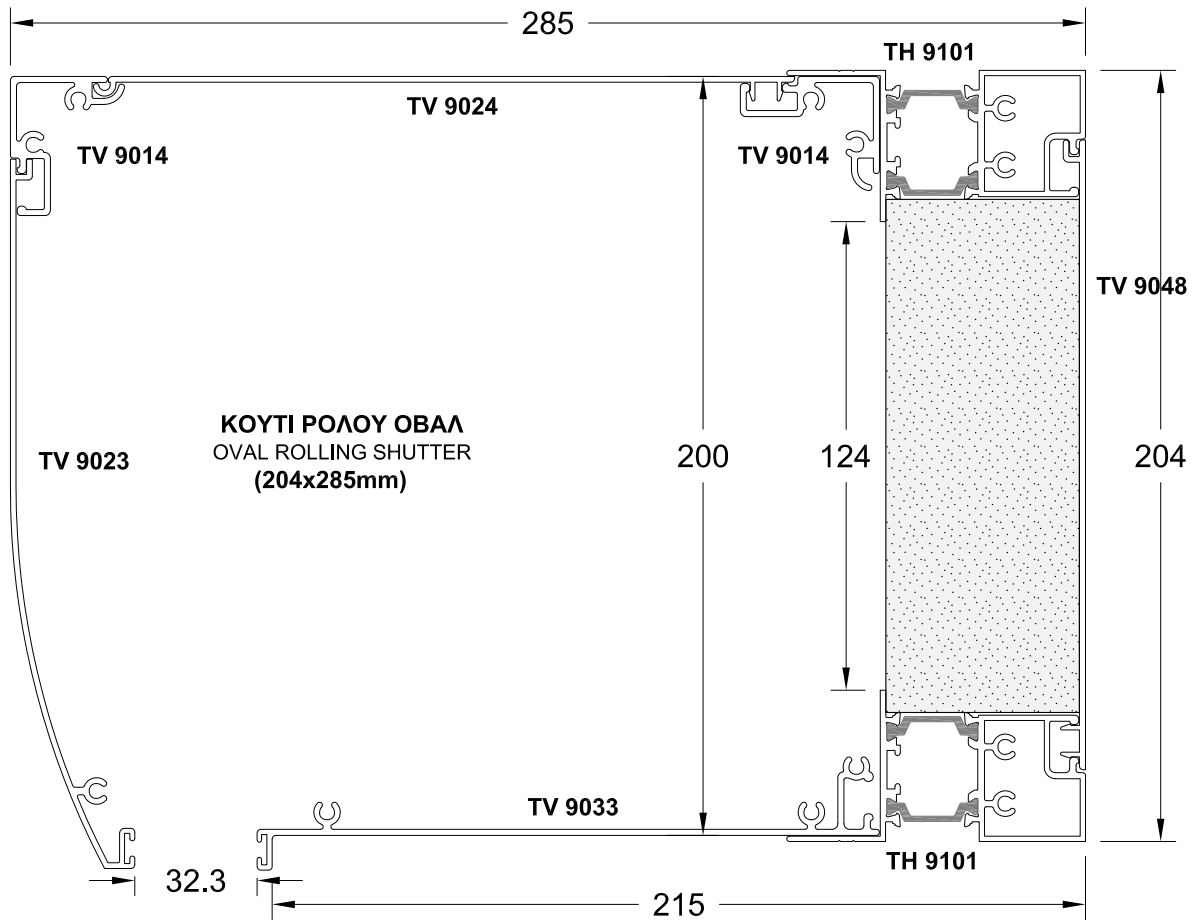 285
TH 9101
TV 9024
TV 9014
TV 9014
TV 9048
ΚΟΥΤΙ ΡΟΛΟΥ ΟΒΑΛ
OVAL ROLLING SHUTTER
(204x285mm)
TV 9023
200
124
204
TV 9033
TH 9101
32.3
215